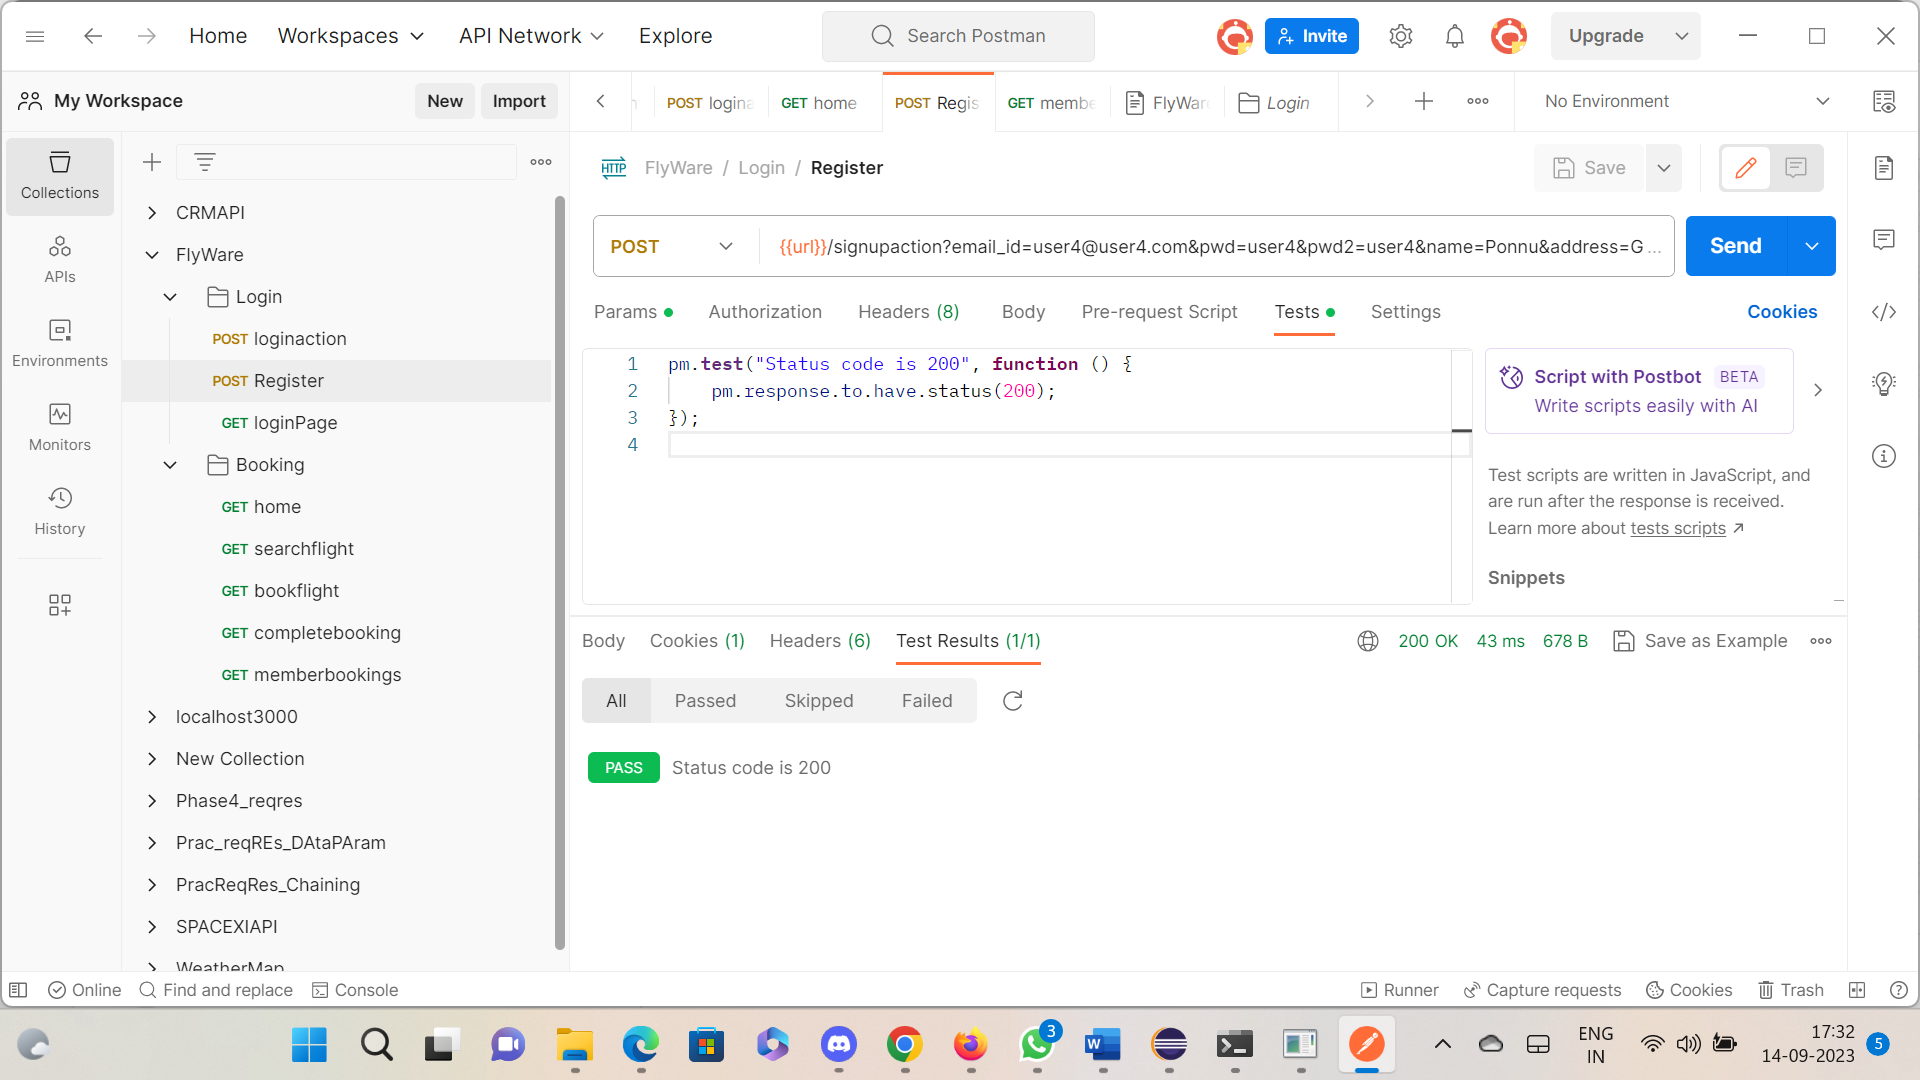 Home
Workspaces
API Network
Explore
Search Postman
Invite
Upgrade
My Workspace
New
Import
POST logina
GET home
POST Regis
GET membe
FlyWar
Login
No Environment
Collections
APIs
Environments
Monitors
History
CRMAPI
FlyWare
Login
POST loginaction
POST Register
GET loginPage
Booking
GET home
GET searchflight
GET bookflight
GET completebooking
GET memberbookings
localhost3000
New Collection
Phase4_reqres
Prac_reqREs_DAtaPAram
PracReqRes_Chaining
SPACEXIAPI
WeatherMap
HTTP FlyWare / Login / Register
Save
POST
{{url}}/signupaction?email_id=user4@user4.com&pwd=user4&pwd2=user4&name=Ponnu&address=G ...
Send
Params
Authorization
Headers (8)
Body
Pre-request Script
Tests
Settings
Cookies
1 pm.test("Status code is 200", function () {
2 pm.response.to.have.status(200);
3 });
4
Script with Postbot BETA
Write scripts easily with AI
Test scripts are written in JavaScript, and
are run after the response is received.
Learn more about tests scripts ↗
Snippets
Body
Cookies (1)
Headers (6)
Test Results (1/1)
200 OK
43 ms
678 B
Save as Example
All
Passed
Skipped
Failed
PASS Status code is 200
Online
Find and replace
Console
Runner
Capture requests
Cookies
Trash
3
W
ENG
IN
17:32
14-09-2023
5